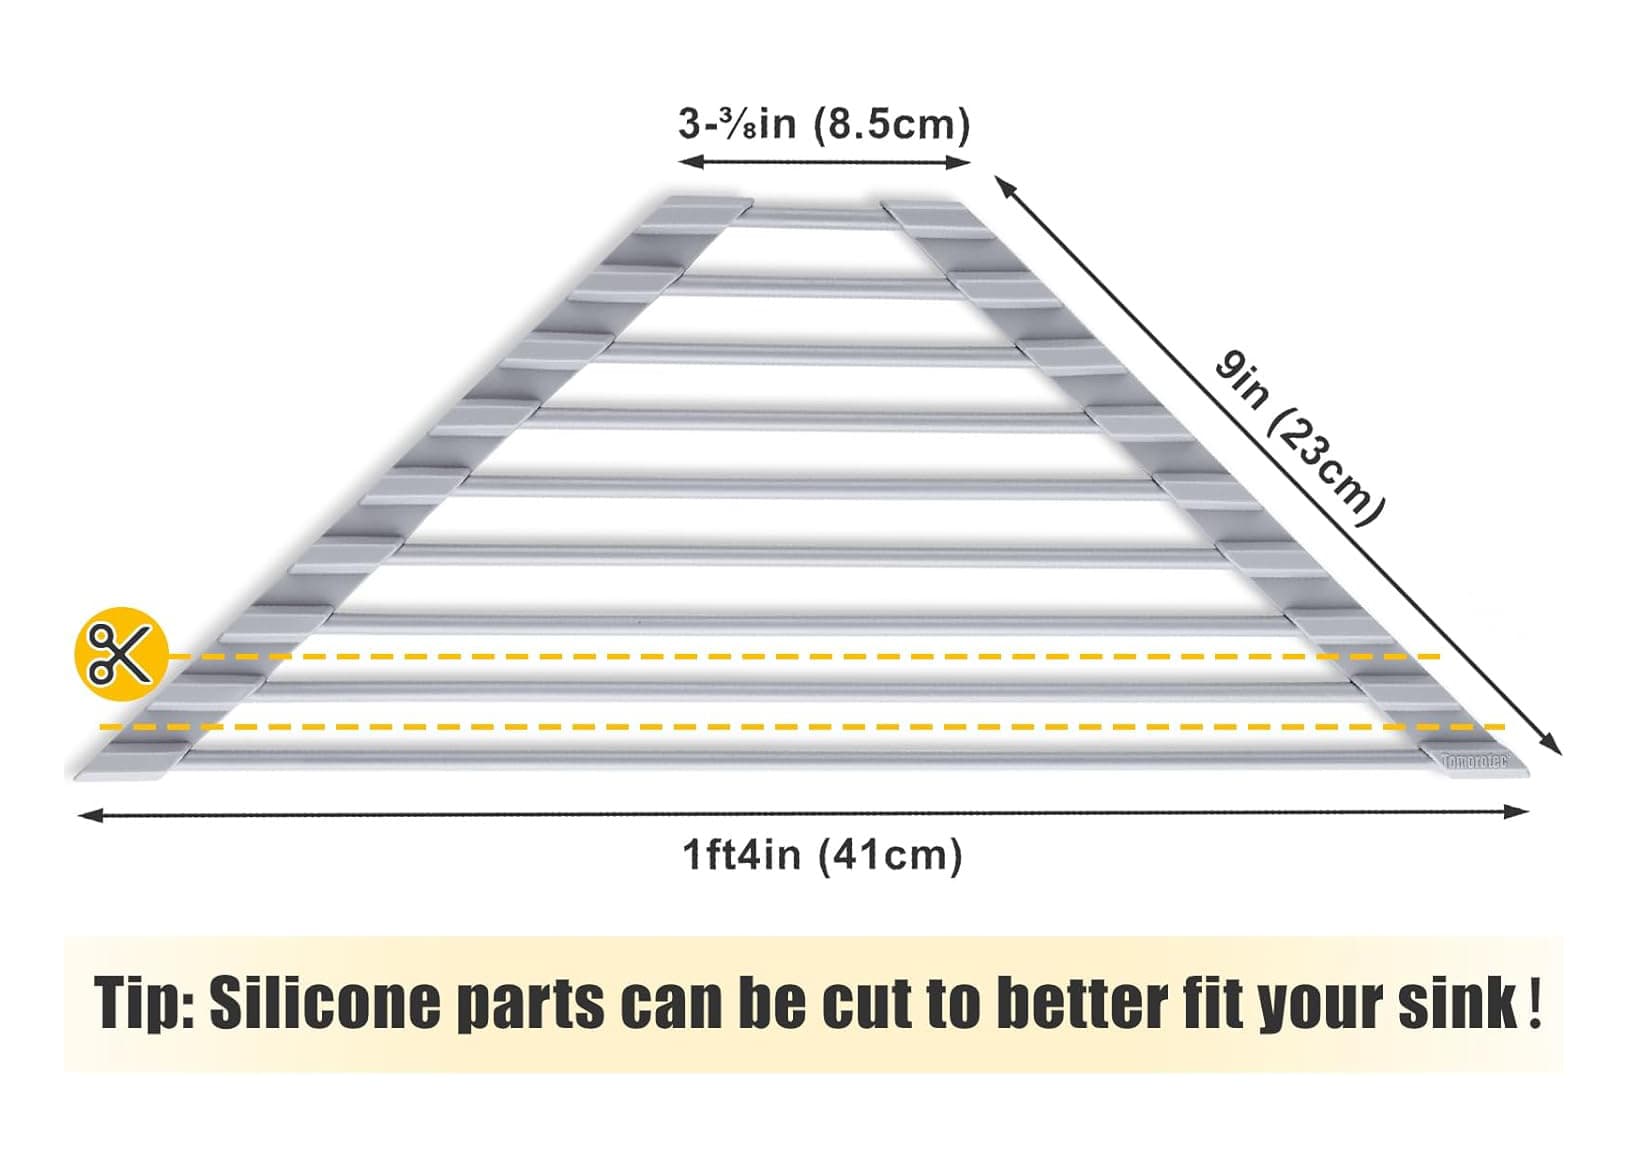 3-⅜in (8.5cm)
9in (23cm)
Tomorotec
1ft4in (41cm)
Tip: Silicone parts can be cut to better fit your sink!